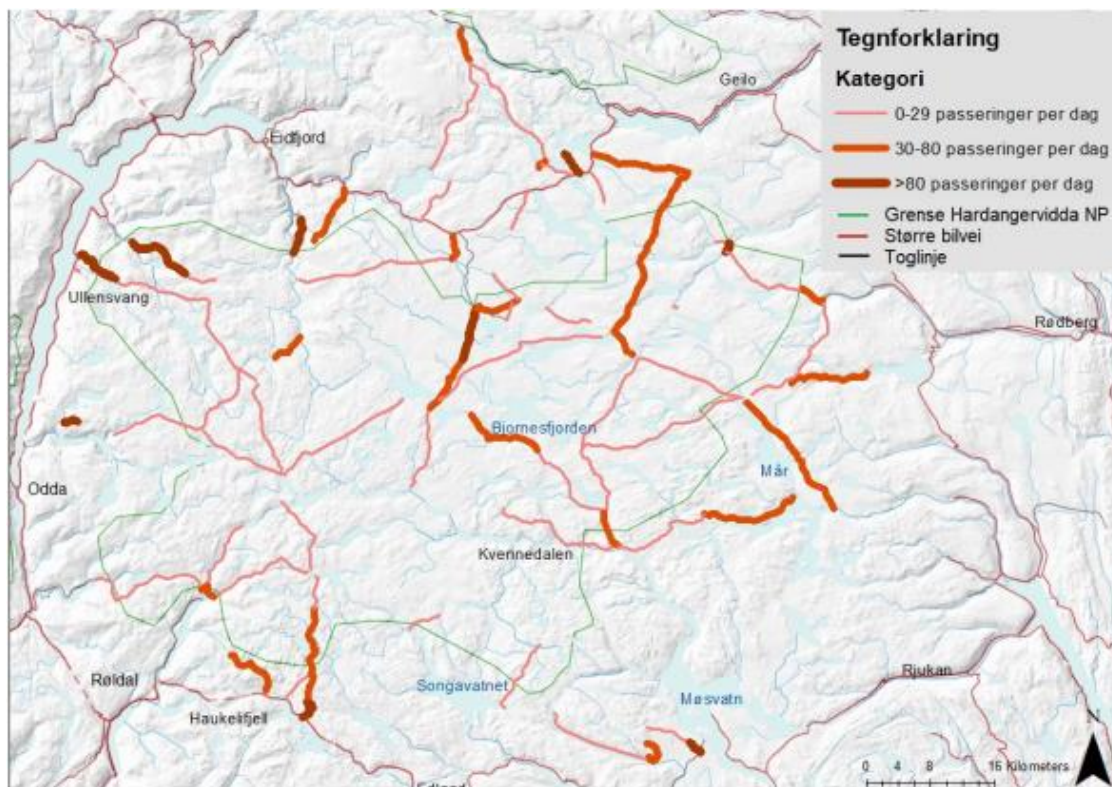 Tegnforklaring
Kategori
0-29 passeringer per dag
30-80 passeringer per dag
>80 passeringer per dag
Grense Hardangervidda NP
Større bilvei
Toglinje
Geilo
Eidfjord
Ullensvang
Rødberg
Bjornesfjorden
Mår
Odda
Kvennedalen
Røldal
Songavatnet
Møsvatn
Rjukan
Haukelifjell
N
0 4 8 16 Kilometers